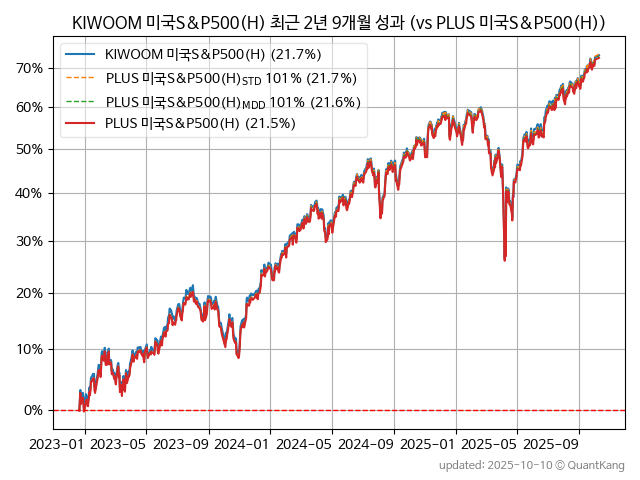 KIWOOM 미국S&P500(H) 최근 2년 9개월 성과 (vs PLUS 미국S&P500(H))
KIWOOM 미국S&P500(H) (21.7%)
PLUS 미국S&P500(H)STD 101% (21.7%)
PLUS 미국S&P500(H)MDD 101% (21.6%)
PLUS 미국S&P500(H) (21.5%)
70%
60%
50%
40%
30%
20%
10%
0%
2023-01 2023-05 2023-09 2024-01 2024-05 2024-09 2025-01 2025-05 2025-09
updated: 2025-10-10 © QuantKang